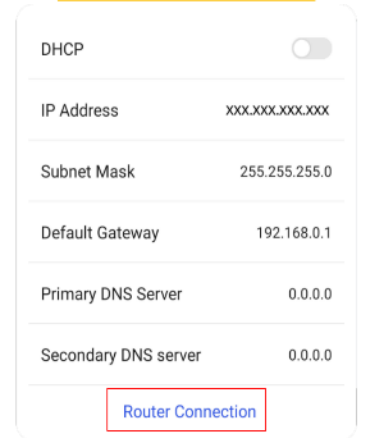 DHCP
IP Address xxx.xxx.xxx.xxx
Subnet Mask 255.255.255.0
Default Gateway 192.168.0.1
Primary DNS Server 0.0.0.0
Secondary DNS server 0.0.0.0
Router Connection